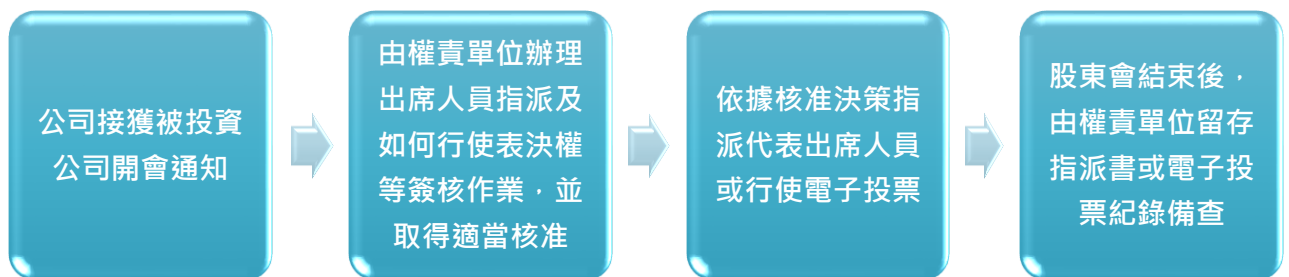 公司接獲被投資
公司開會通知
由權責單位辦理
出席人員指派及
如何行使表決權
等簽核作業，並
取得適當核准
依據核准決策指
派代表出席人員
或行使電子投票
股東會結束後，
由權責單位留存
指派書或電子投
票紀錄備查